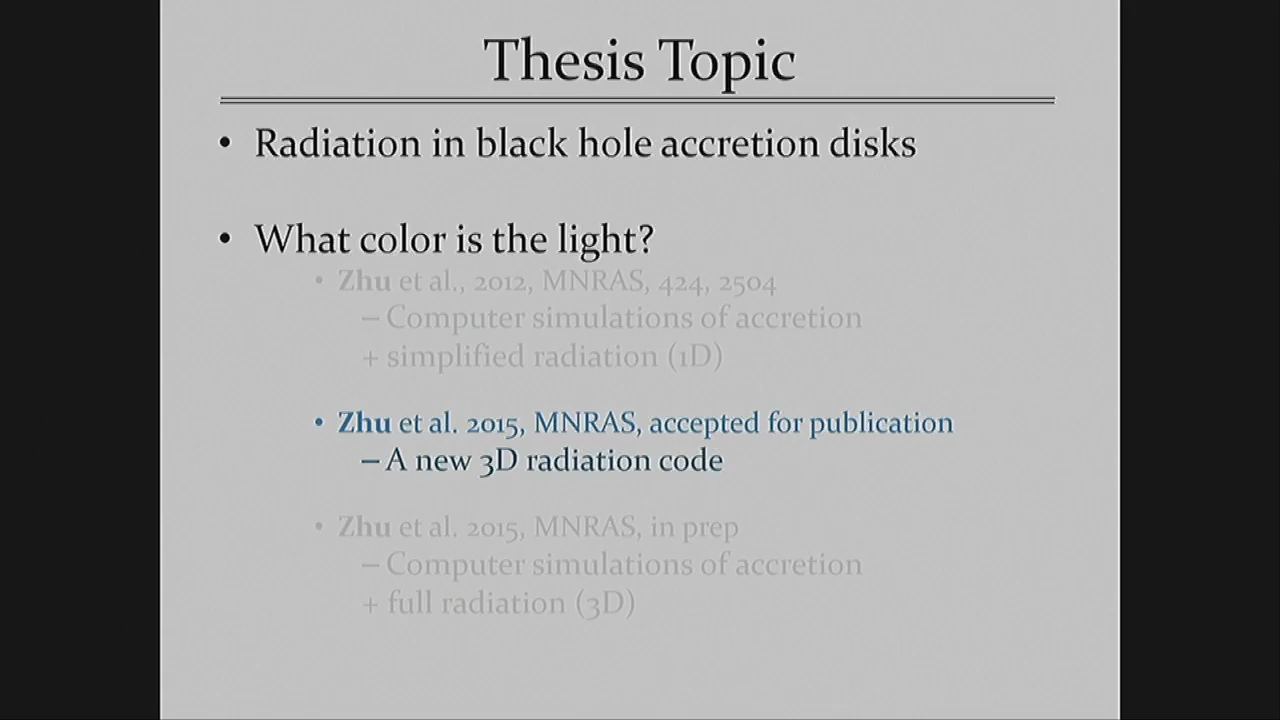 Thesis Topic
• Radiation in black hole accretion disks
• What color is the light?
• Zhu et al., 2012, MNRAS, 424, 2504
– Computer simulations of accretion
+ simplified radiation (1D)
• Zhu et al. 2015, MNRAS, accepted for publication
– A new 3D radiation code
• Zhu et al. 2015, MNRAS, in prep
– Computer simulations of accretion
+ full radiation (3D)